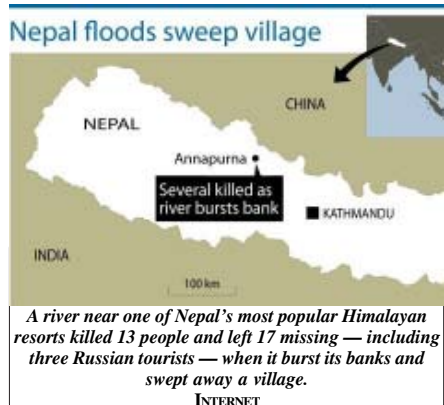 Nepal floods sweep village
CHINA
NEPAL
Annapurna
Several killed as
river bursts bank
KATHMANDU
INDIA
100 km
A river near one of Nepal's most popular Himalayan
resorts killed 13 people and left 17 missing — including
three Russian tourists — when it burst its banks and
swept away a village.
INTERNET